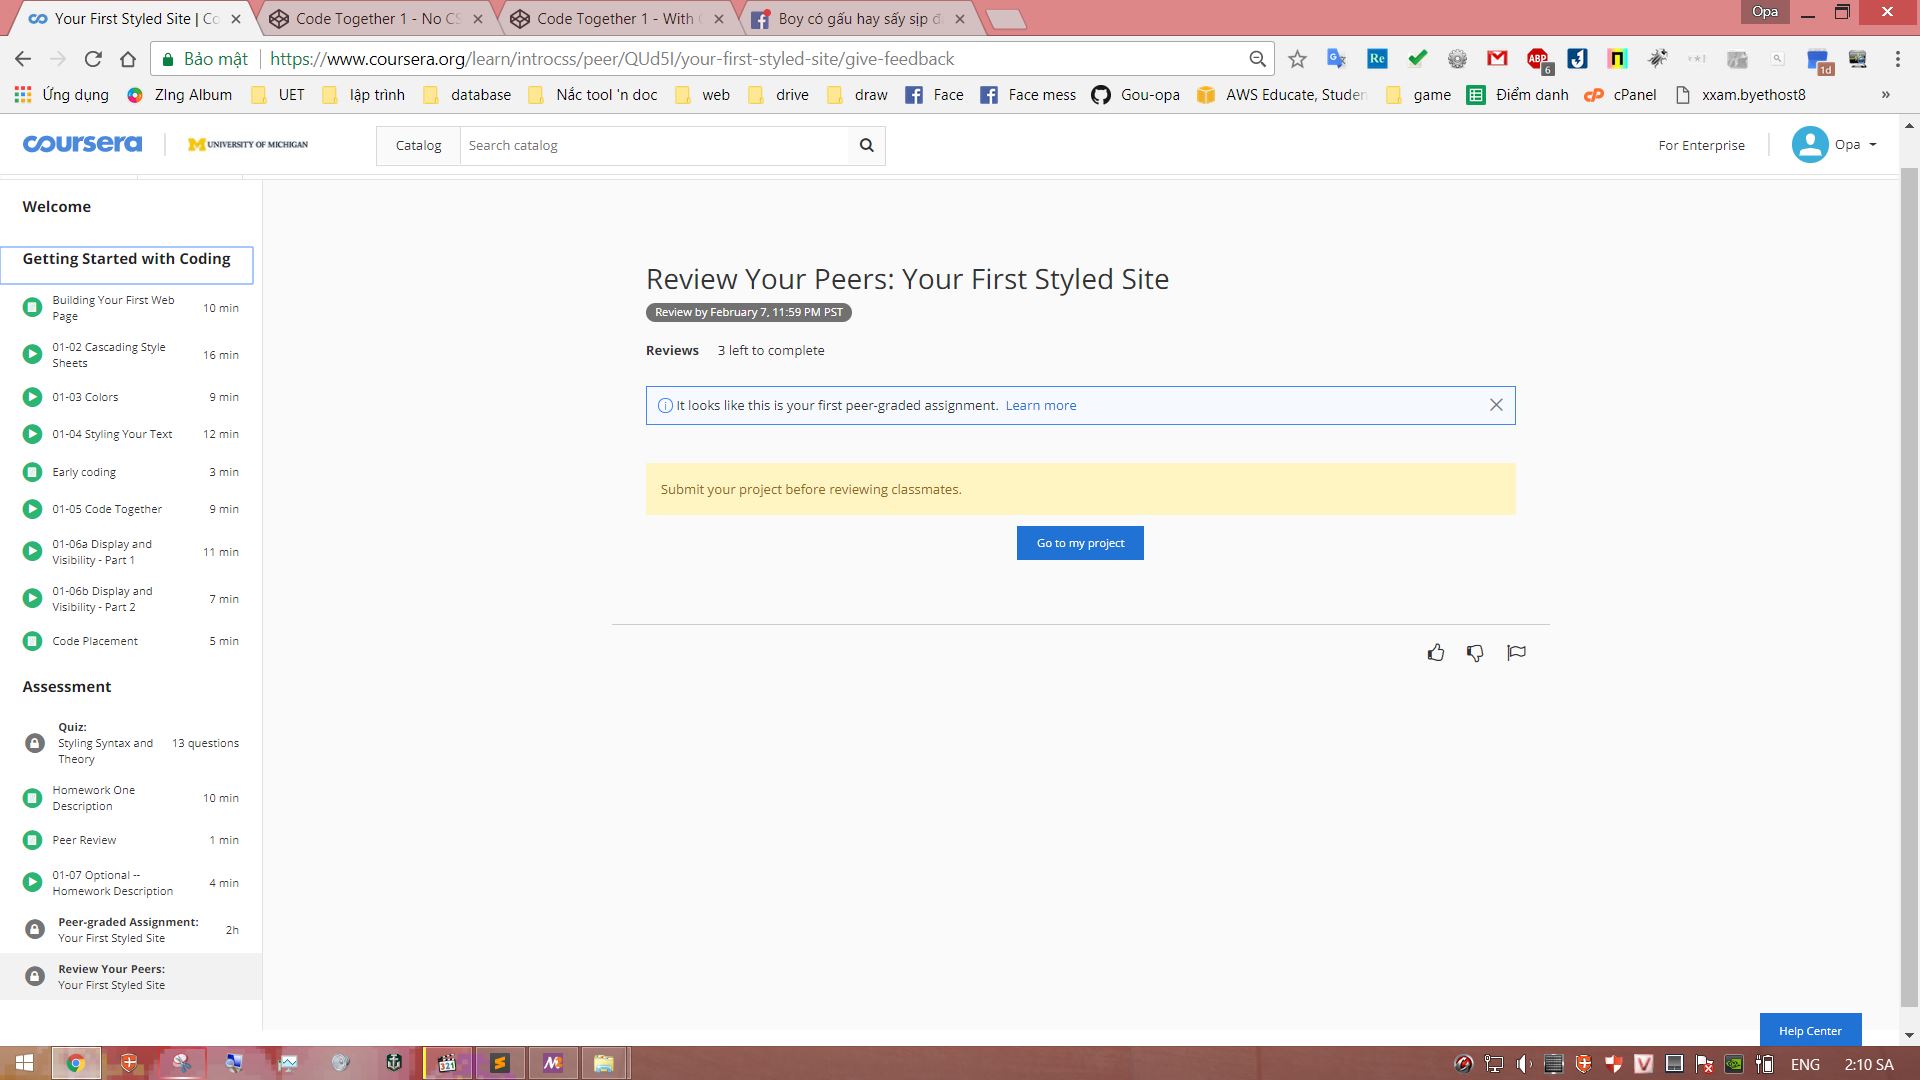 Your First Styled Site | Co
Code Together 1 - No CS
Code Together 1 - With
Boy có gấu hay sấy sịp đ
Opa
Bảo mật
https://www.coursera.org/learn/introcss/peer/QUd5I/your-first-styled-site/give-feedback
6
1d
Ứng dụng
ZIng Album
UET
lập trình
database
Nắc tool 'n doc
web
drive
draw
Face
Face mess
Gou-opa
AWS Educate, Studen
game
Điểm danh
cPanel
xxam.byethost8
»
coursera
UNIVERSITY OF MICHIGAN
Catalog
Search catalog
For Enterprise
Opa
Welcome
Getting Started with Coding
Building Your First Web
Page
10 min
01-02 Cascading Style
Sheets
16 min
01-03 Colors
9 min
01-04 Styling Your Text
12 min
Early coding
3 min
01-05 Code Together
9 min
01-06a Display and
Visibility - Part 1
11 min
01-06b Display and
Visibility - Part 2
7 min
Code Placement
5 min
Assessment
Quiz:
Styling Syntax and
Theory
13 questions
Homework One
Description
10 min
Peer Review
1 min
01-07 Optional --
Homework Description
4 min
Peer-graded Assignment:
Your First Styled Site
2h
Review Your Peers:
Your First Styled Site
Review Your Peers: Your First Styled Site
Review by February 7, 11:59 PM PST
Reviews 3 left to complete
It looks like this is your first peer-graded assignment. Learn more
Submit your project before reviewing classmates.
Go to my project
Help Center
ENG
2:10 SA